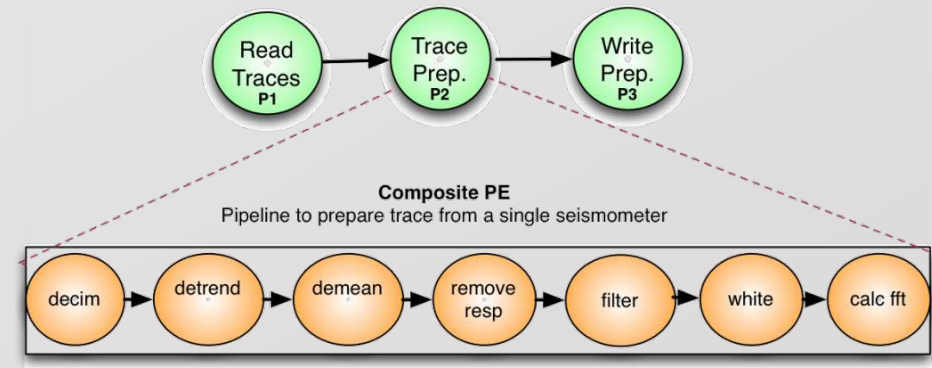 Read
Traces
P1
Trace
Prep.
P2
Write
Prep.
P3
Composite PE
Pipeline to prepare trace from a single seismometer
decim
detrend
demean
remove
resp
filter
white
calc fft